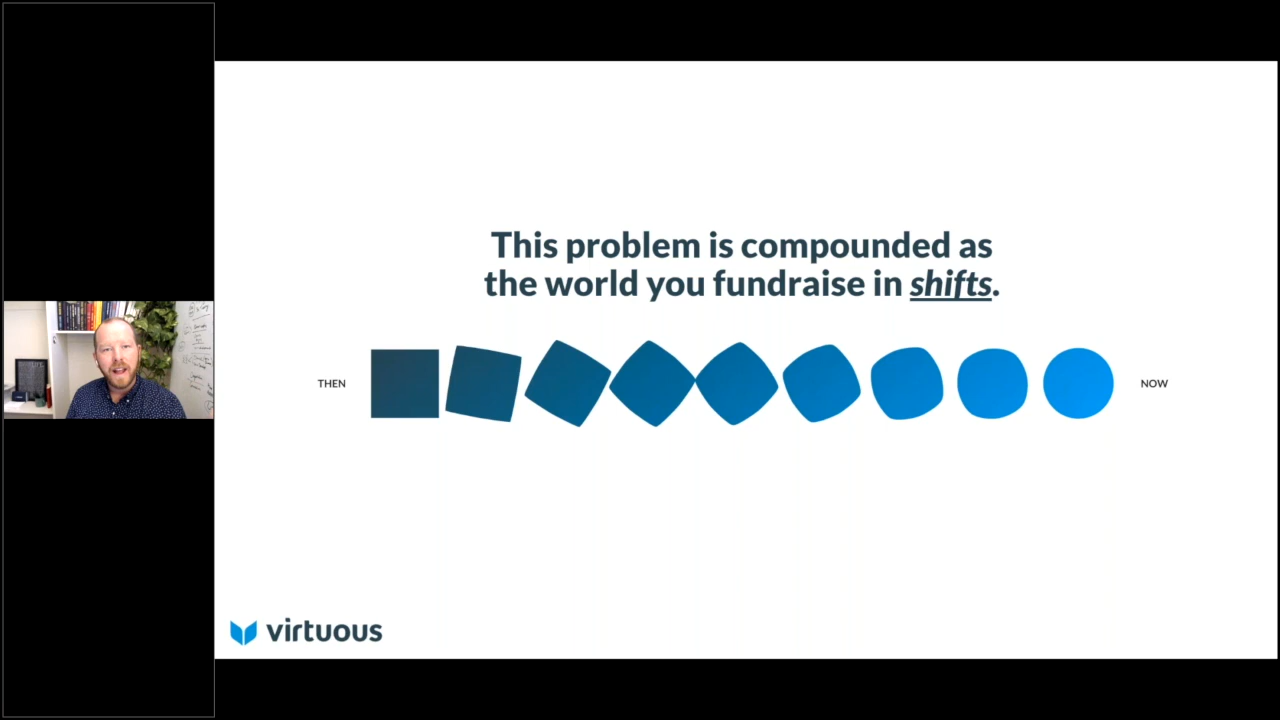 This problem is compounded as
the world you fundraise in shifts.
THEN
NOW
virtuous